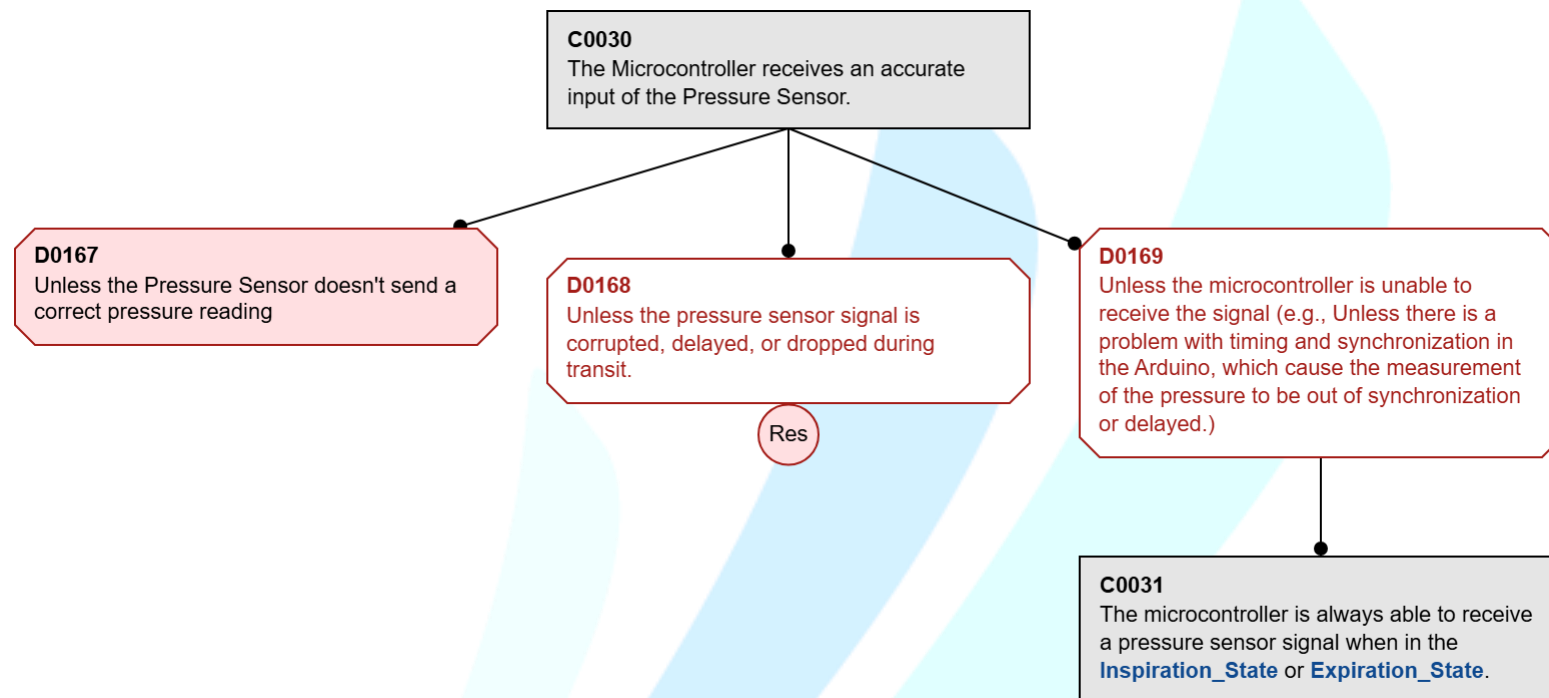 C0030
The Microcontroller receives an accurate
input of the Pressure Sensor.
D0167
Unless the Pressure Sensor doesn't send a
correct pressure reading
D0168
Unless the pressure sensor signal is
corrupted, delayed, or dropped during
transit.
Res
D0169
Unless the microcontroller is unable to
receive the signal (e.g., Unless there is a
problem with timing and synchronization in
the Arduino, which cause the measurement
of the pressure to be out of synchronization
or delayed.)
C0031
The microcontroller is always able to receive
a pressure sensor signal when in the
Inspiration_State or Expiration_State.